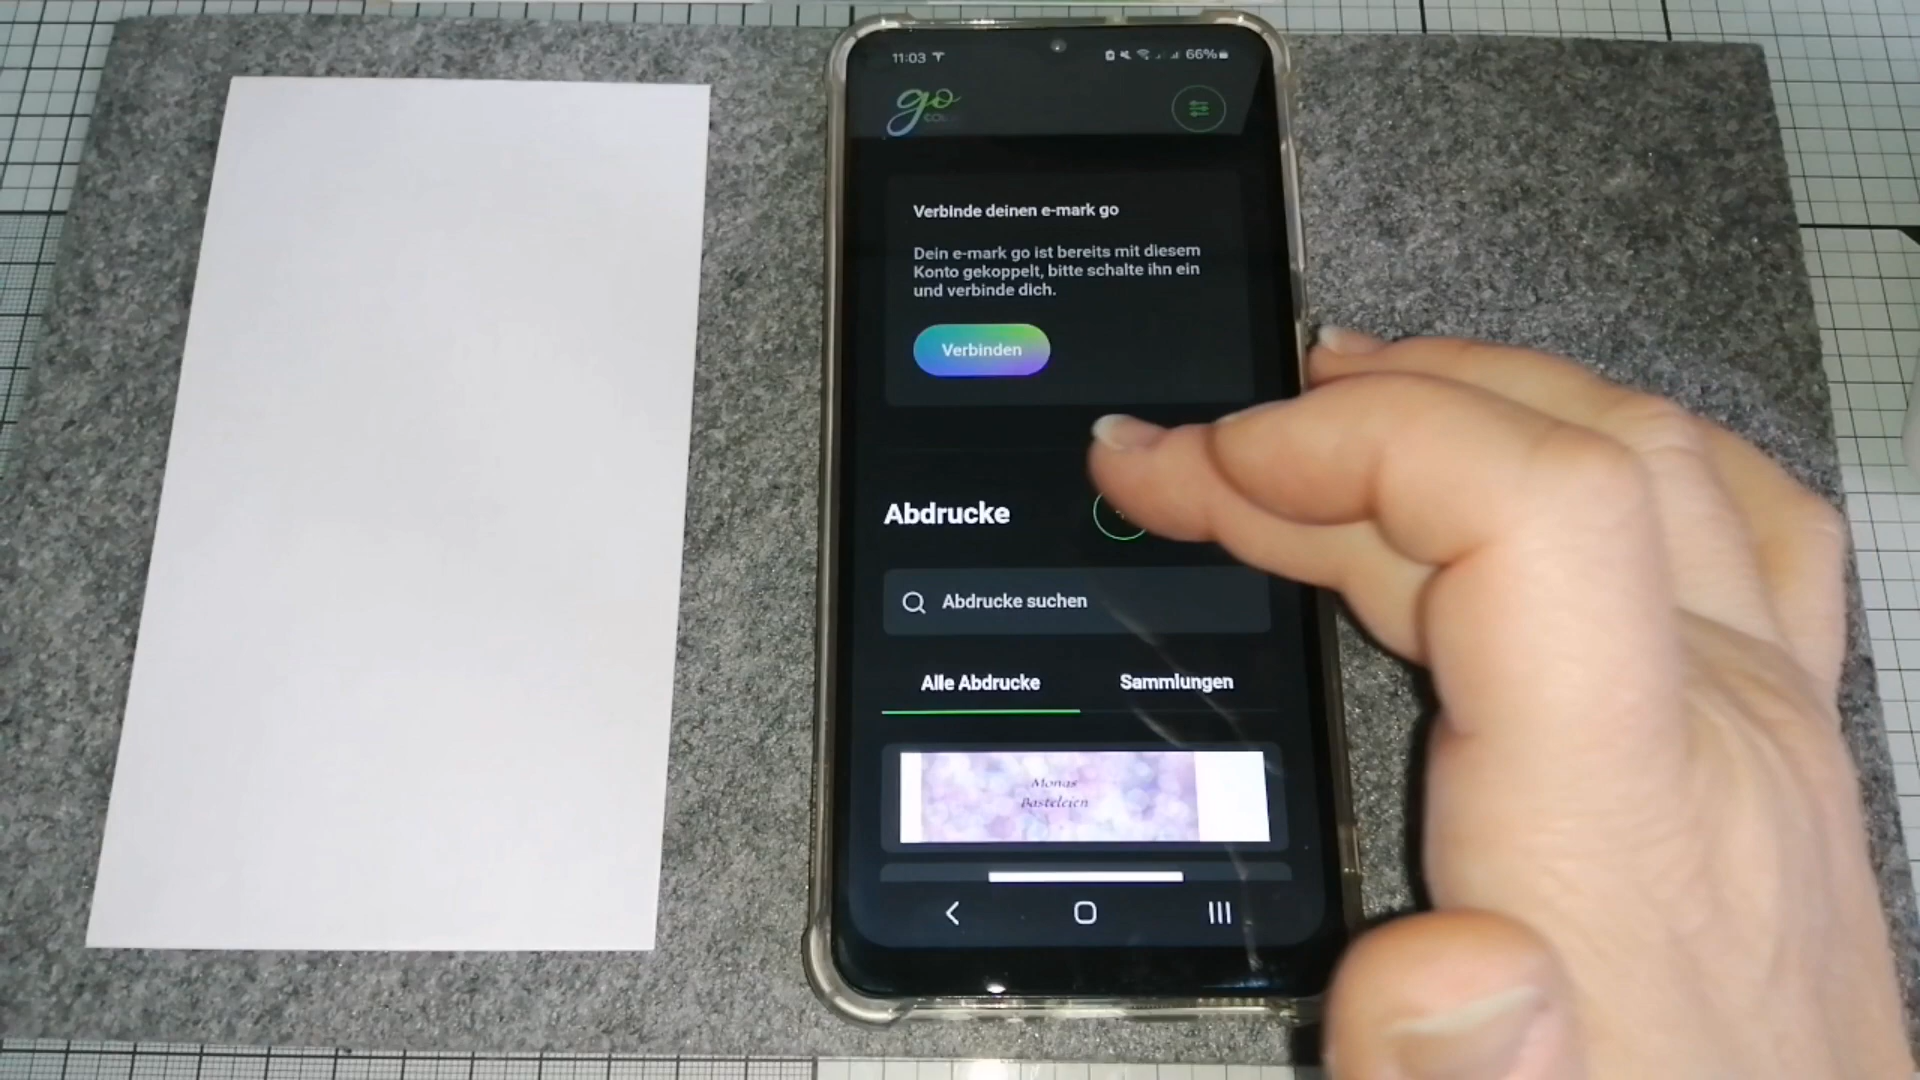 11:03
66%
go
Verbinde deinen e-mark go
Dein e-mark go ist bereits mit diesem
Konto gekoppelt, bitte schalte ihn ein
und verbinde dich.
Verbinden
Abdrucke
Abdrucke suchen
Alle Abdrucke
Sammlungen
Monas
Basteleien